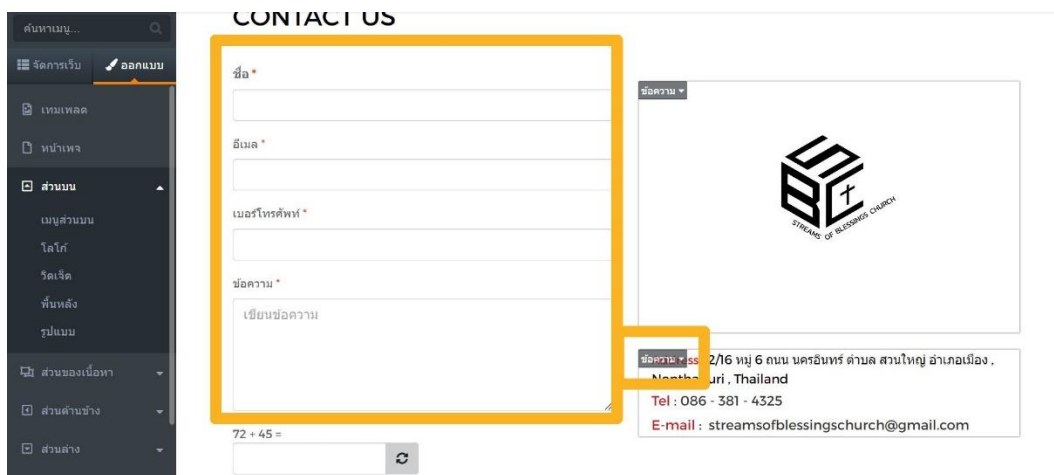 CONTACT US
ค้นหาเมนู...
จัดการเว็บ
ออกแบบ
เทมเพลต
หน้าเพจ
ส่วนบน
เมนูส่วนบน
โลโก้
วิดเจ็ต
พื้นหลัง
รูปแบบ
ส่วนของเนื้อหา
ส่วนด้านข้าง
ส่วนล่าง
ชื่อ *
อีเมล *
เบอร์โทรศัพท์ *
ข้อความ *
เขียนข้อความ
72 + 45 =
ข้อความ
SBC
STREAMS OF BLESSINGS CHURCH
ข้อความ
2/16 หมู่ 6 ถนน นครอินทร์ ตำบล สวนใหญ่ อำเภอเมือง ,
Thailand
Tel : 086 - 381 - 4325
E-mail : streamsofblessingschurch@gmail.com